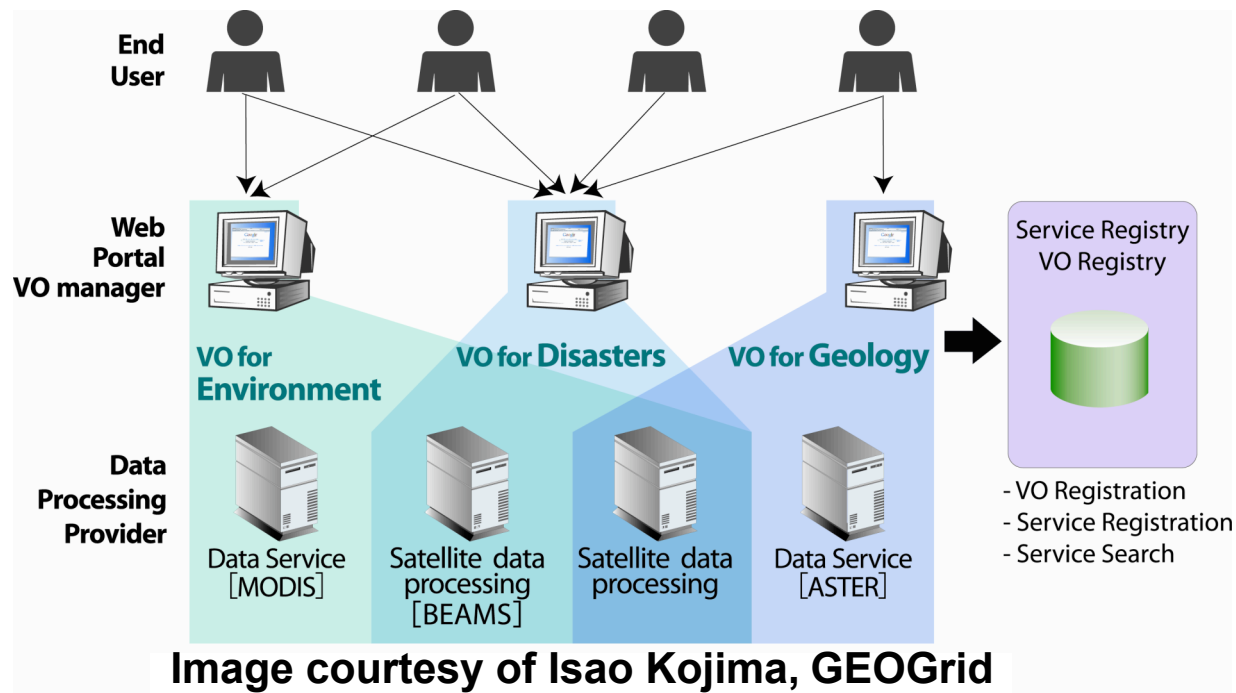 End
User
Web
Portal
VO manager
Service Registry
VO Registry
VO for
Environment
VO for Disasters
VO for Geology
Data
Processing
Provider
Data Service
[MODIS]
Satellite data
processing
[BEAMS]
Satellite data
processing
Data Service
[ASTER]
- VO Registration
- Service Registration
- Service Search
Image courtesy of Isao Kojima, GEOGrid